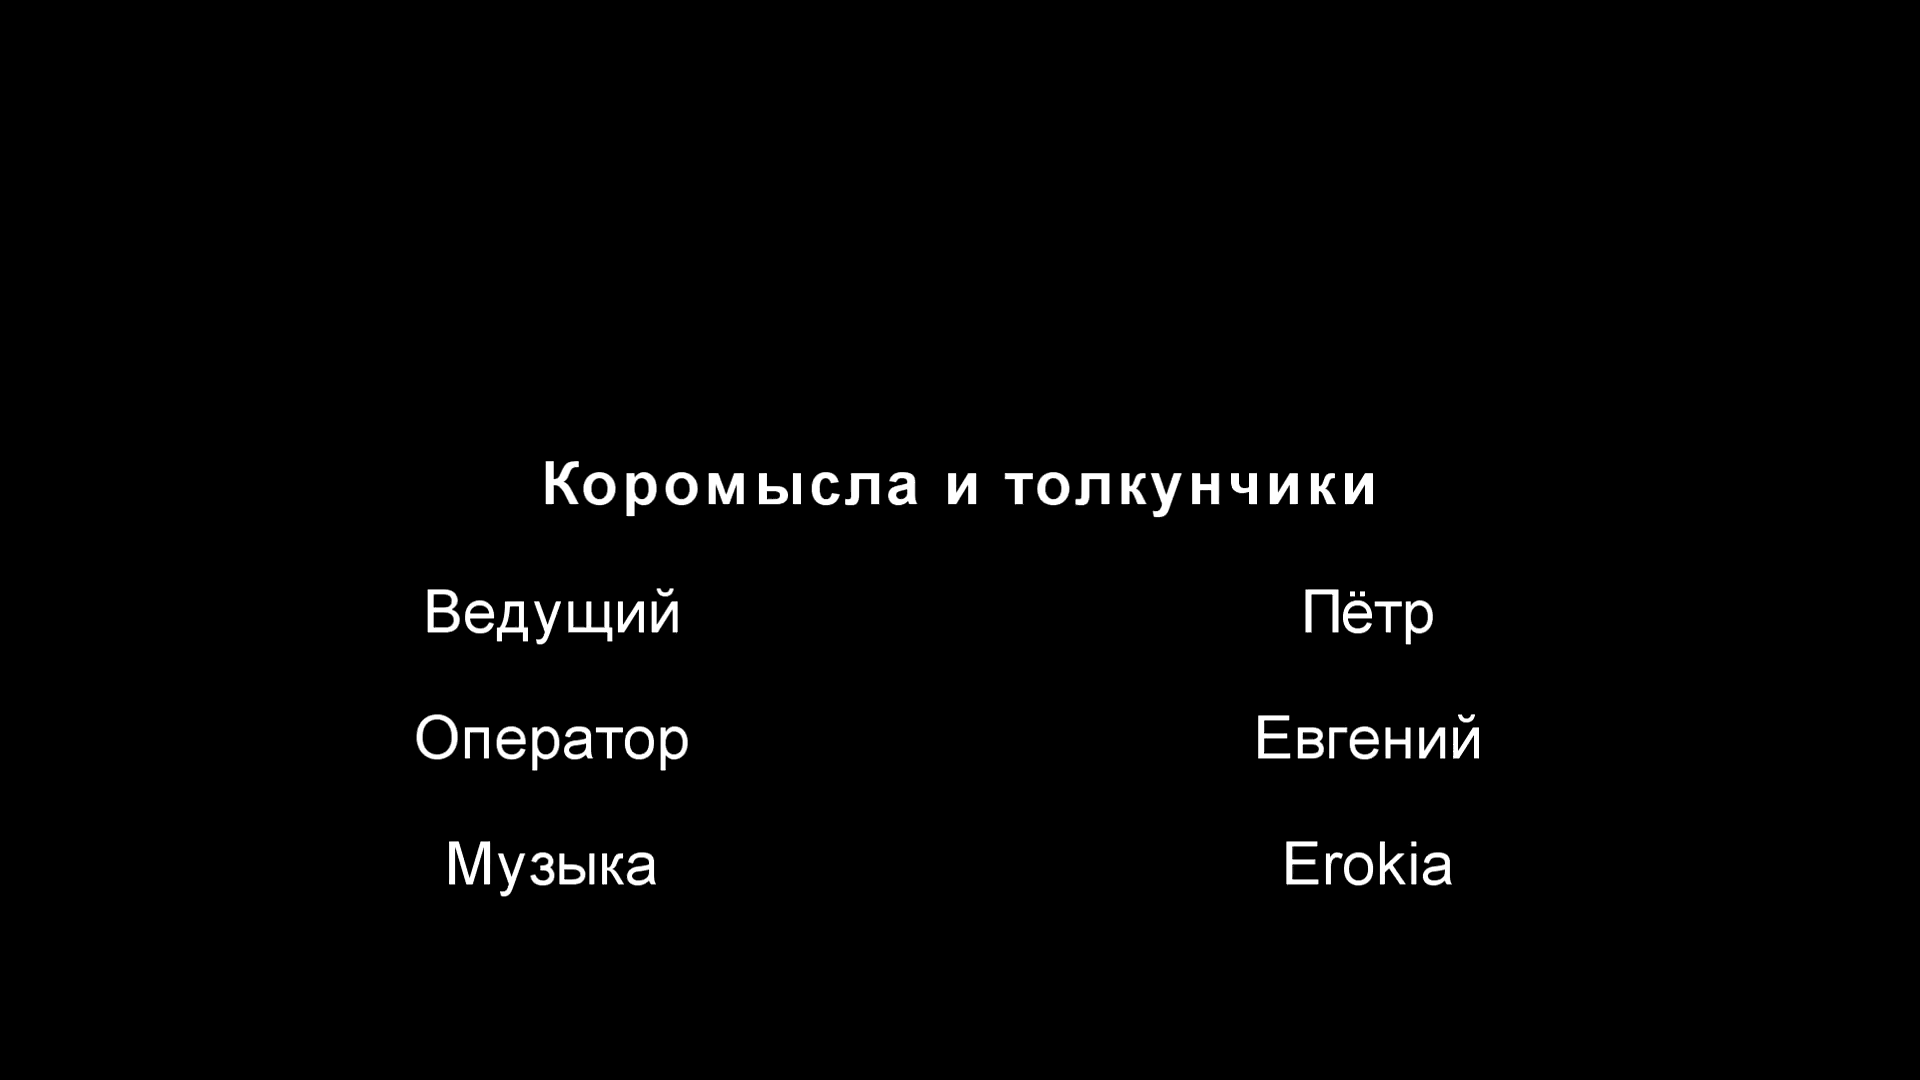 Коромысла и толкунчики
Ведущий Пётр
Оператор Евгений
Музыка Erokia